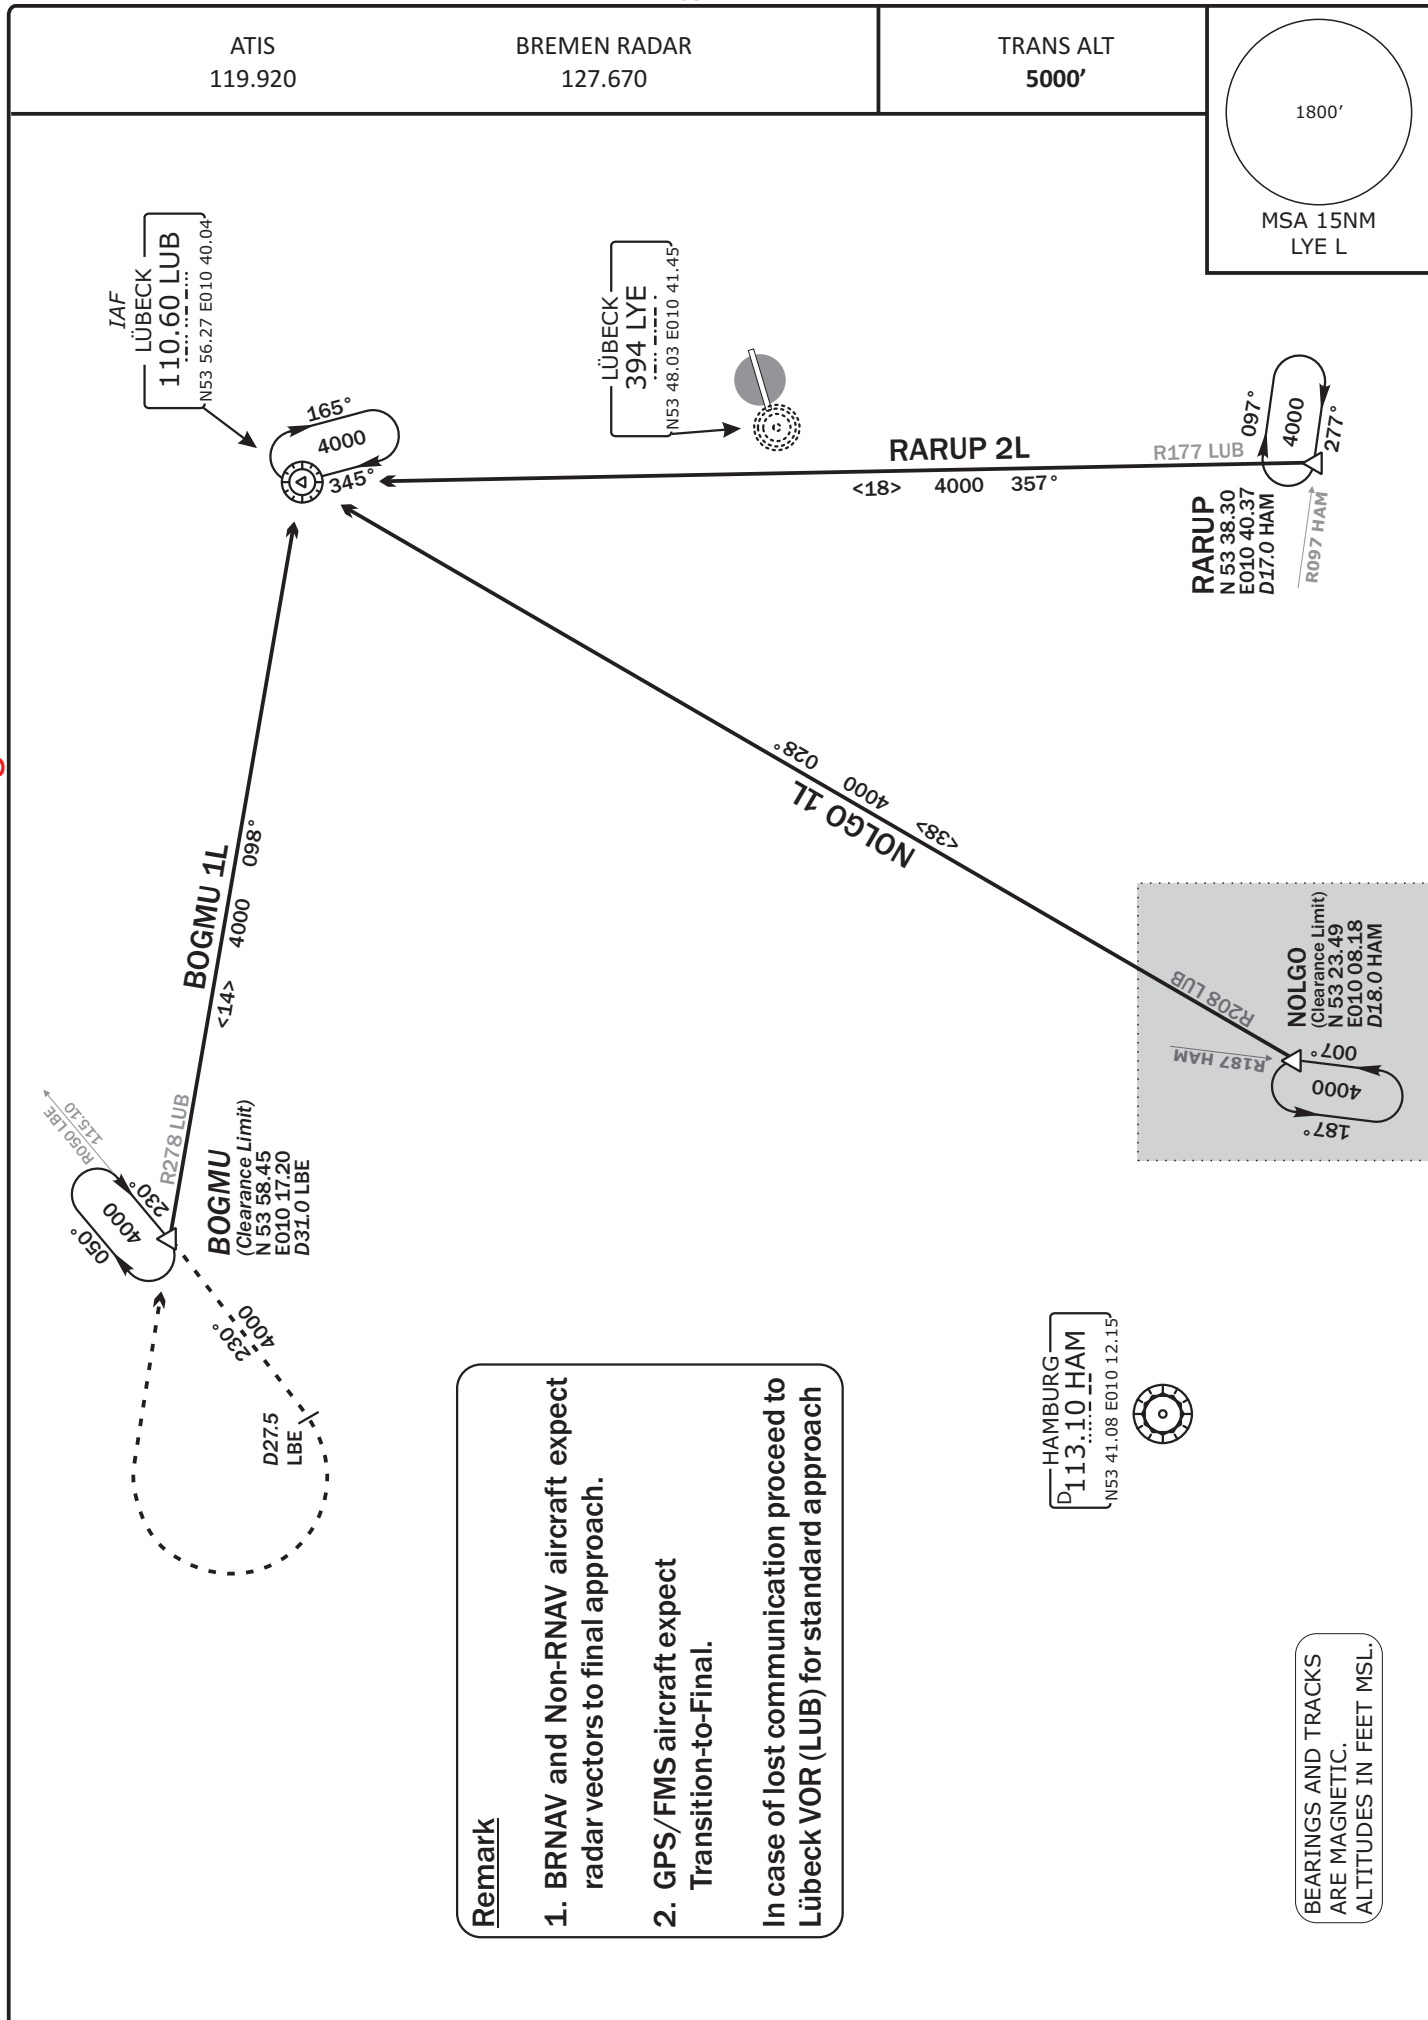 ATIS
119.920
BREMEN RADAR
127.670
TRANS ALT
5000’
1800’
MSA 15NM
LYE L
IAF
LÜBECK
110.60 LUB
N53 56.27 E010 40.04
LÜBECK
394 LYE
N53 48.03 E010 41.45
165°
4000
345°
RARUP 2L
<18> 4000 357°
R177 LUB
097°
4000
277°
RARUP
N 53 38.30
E010 40.37
D17.0 HAM
R097 HAM
BOGMU 1L
<14> 4000 098°
R278 LUB
R050 LBE
115.10
050°
4000
230°
BOGMU
(Clearance Limit)
N 53 58.45
E010 17.20
D31.0 LBE
230°
4000
D27.5
LBE
028°
4000
<38>
NOLGO 1L
R208 LUB
R187 HAM
NOLGO
(Clearance Limit)
N 53 23.49
E010 08.18
D18.0 HAM
007°
4000
187°
HAMBURG
D 113.10 HAM
N53 41.08 E010 12.15
Remark
1. BRNAV and Non-RNAV aircraft expect
radar vectors to final approach.
2. GPS/FMS aircraft expect
Transition-to-Final.
In case of lost communication proceed to
Lübeck VOR (LUB) for standard approach
BEARINGS AND TRACKS
ARE MAGNETIC.
ALTITUDES IN FEET MSL.